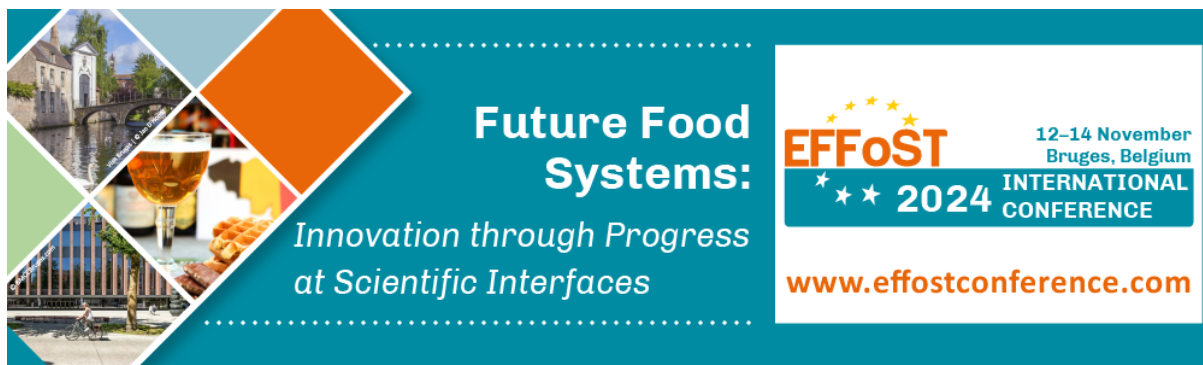 Future Food
Systems:
Innovation through Progress
at Scientific Interfaces
EFFoST
12–14 November
Bruges, Belgium
2024 INTERNATIONAL
CONFERENCE
www.effostconference.com